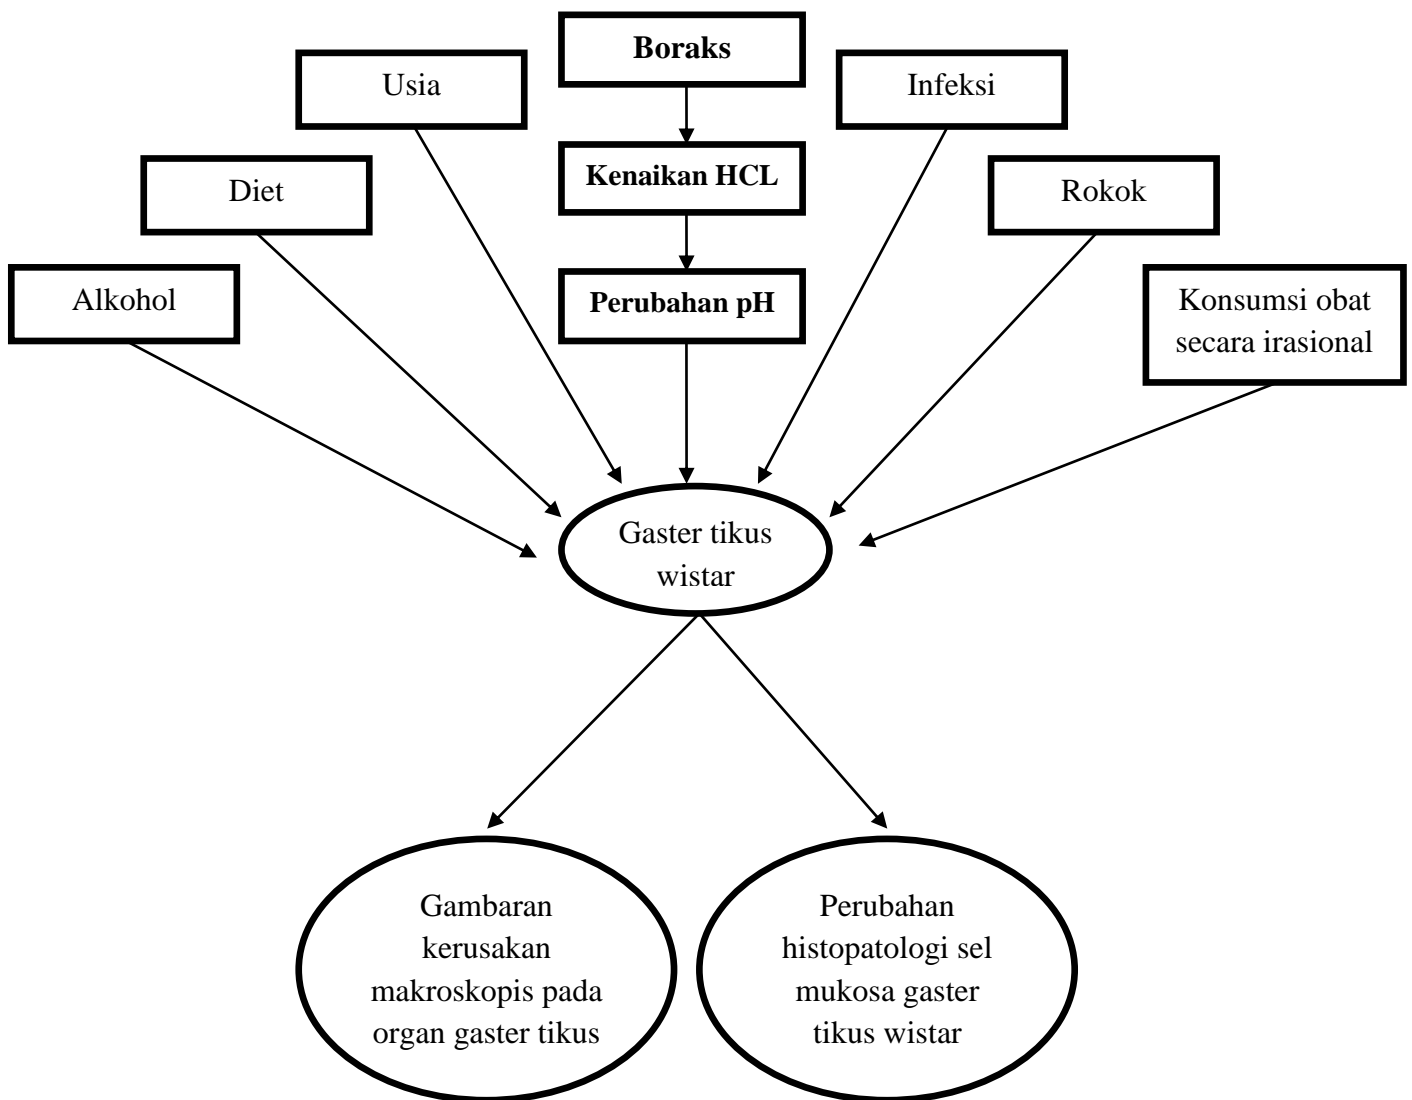 Boraks
Usia
Infeksi
Kenaikan HCL
Diet
Rokok
Alkohol
Perubahan pH
Konsumsi obat
secara irasional
Gaster tikus
wistar
Gambaran
kerusakan
makroskopis pada
organ gaster tikus
Perubahan
histopatologi sel
mukosa gaster
tikus wistar